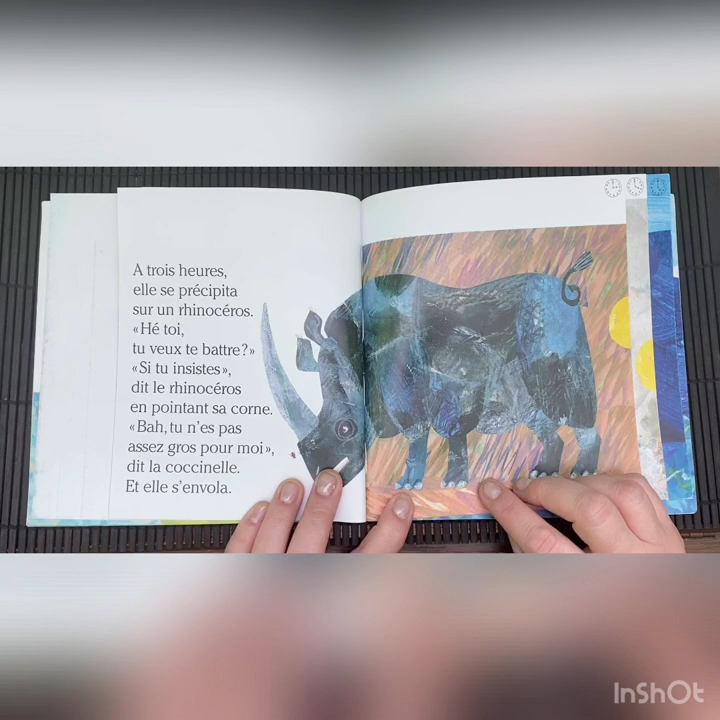 A trois heures,
elle se précipita
sur un rhinocéros.
«Hé toi,
tu veux te battre?»
«Si tu insistes»,
dit le rhinocéros
en pointant sa corne.
«Bah, tu n'es pas
assez gros pour moi»,
dit la coccinelle.
Et elle s'envola.
InShOt